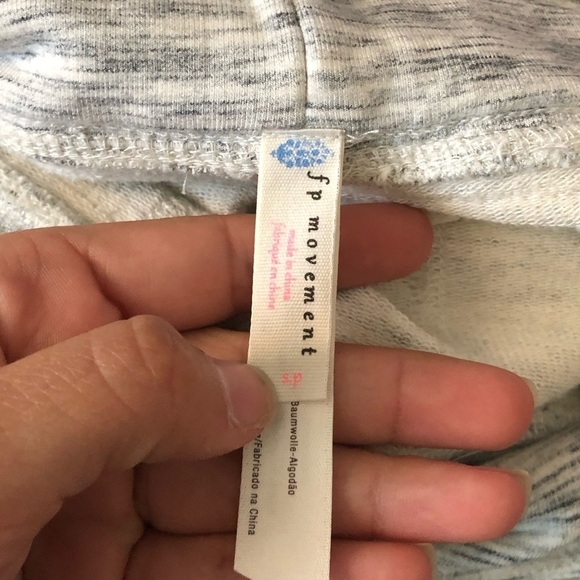 fp movement
made in china
fabriqué en chine
Baumwolle-Algodão
/Fabricado na China